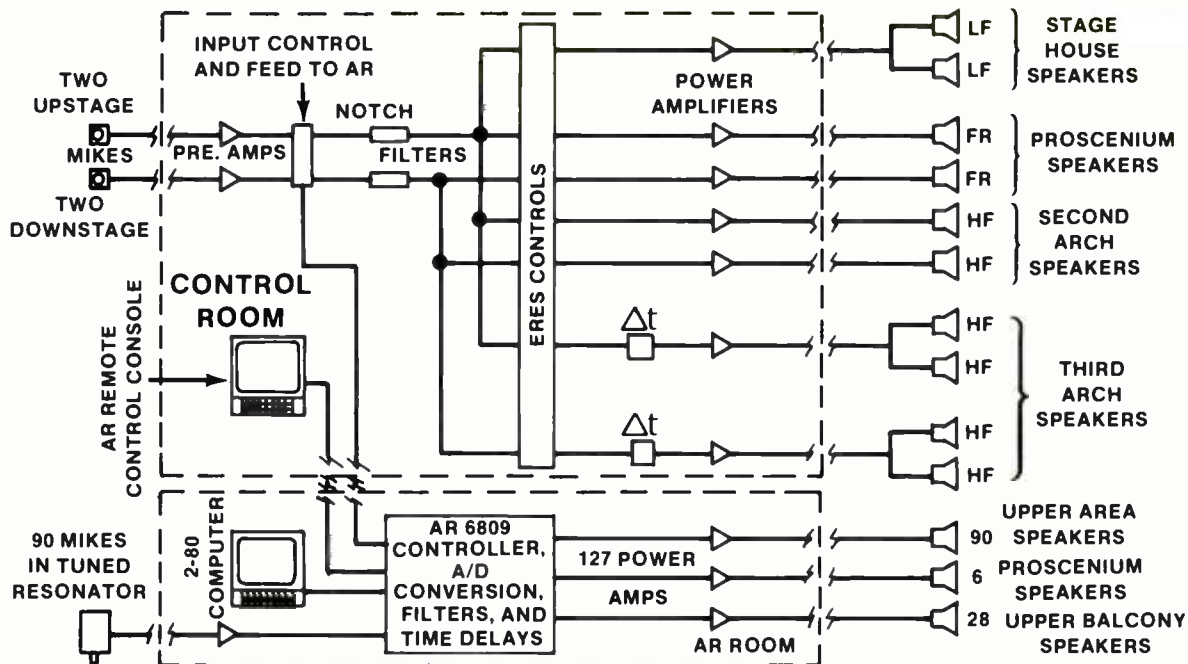 INPUT CONTROL
AND FEED TO AR
TWO
UPSTAGE
MIKES
TWO
DOWNSTAGE
PRE. AMPS
NOTCH
FILTERS
ERES CONTROLS
POWER
AMPLIFIERS
LF
LF
STAGE
HOUSE
SPEAKERS
FR
FR
PROSCENIUM
SPEAKERS
HF
HF
SECOND
ARCH
SPEAKERS
Δt
HF
HF
Δt
HF
HF
THIRD
ARCH
SPEAKERS
CONTROL
ROOM
AR REMOTE
CONTROL CONSOLE
90 MIKES
IN TUNED
RESONATOR
2-80
COMPUTER
AR 6809
CONTROLLER,
A/D
CONVERSION,
FILTERS, AND
TIME DELAYS
127 POWER
AMPS
AR ROOM
90 UPPER AREA
SPEAKERS
6 PROSCENIUM
SPEAKERS
28 UPPER BALCONY
SPEAKERS